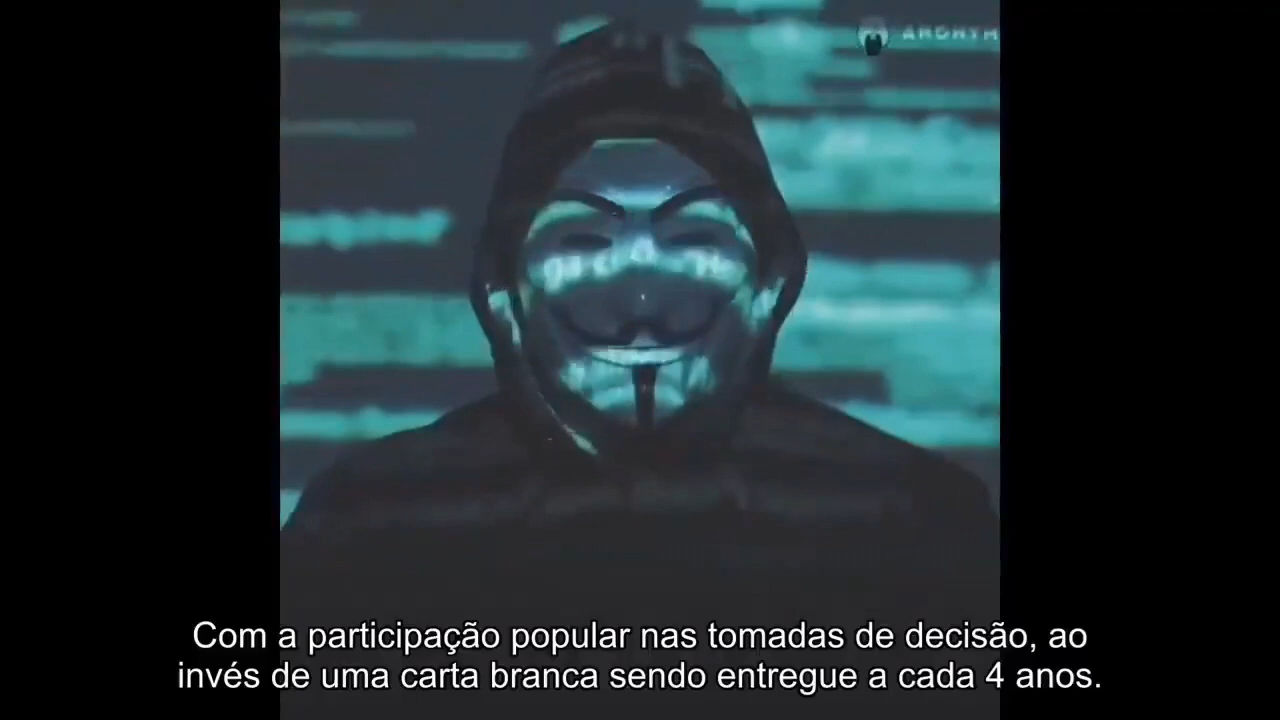 Com a participação popular nas tomadas de decisão, ao
invés de uma carta branca sendo entregue a cada 4 anos.